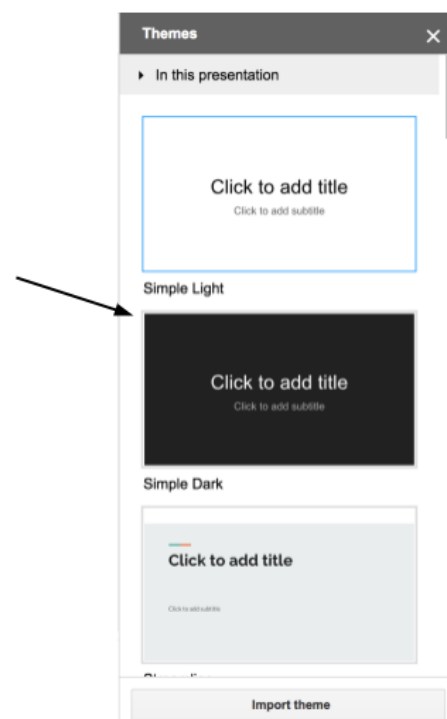 Themes
In this presentation
Click to add title
Click to add subtitle
Simple Light
Click to add title
Click to add subtitle
Simple Dark
Click to add title
Click to add subtitle
Import theme